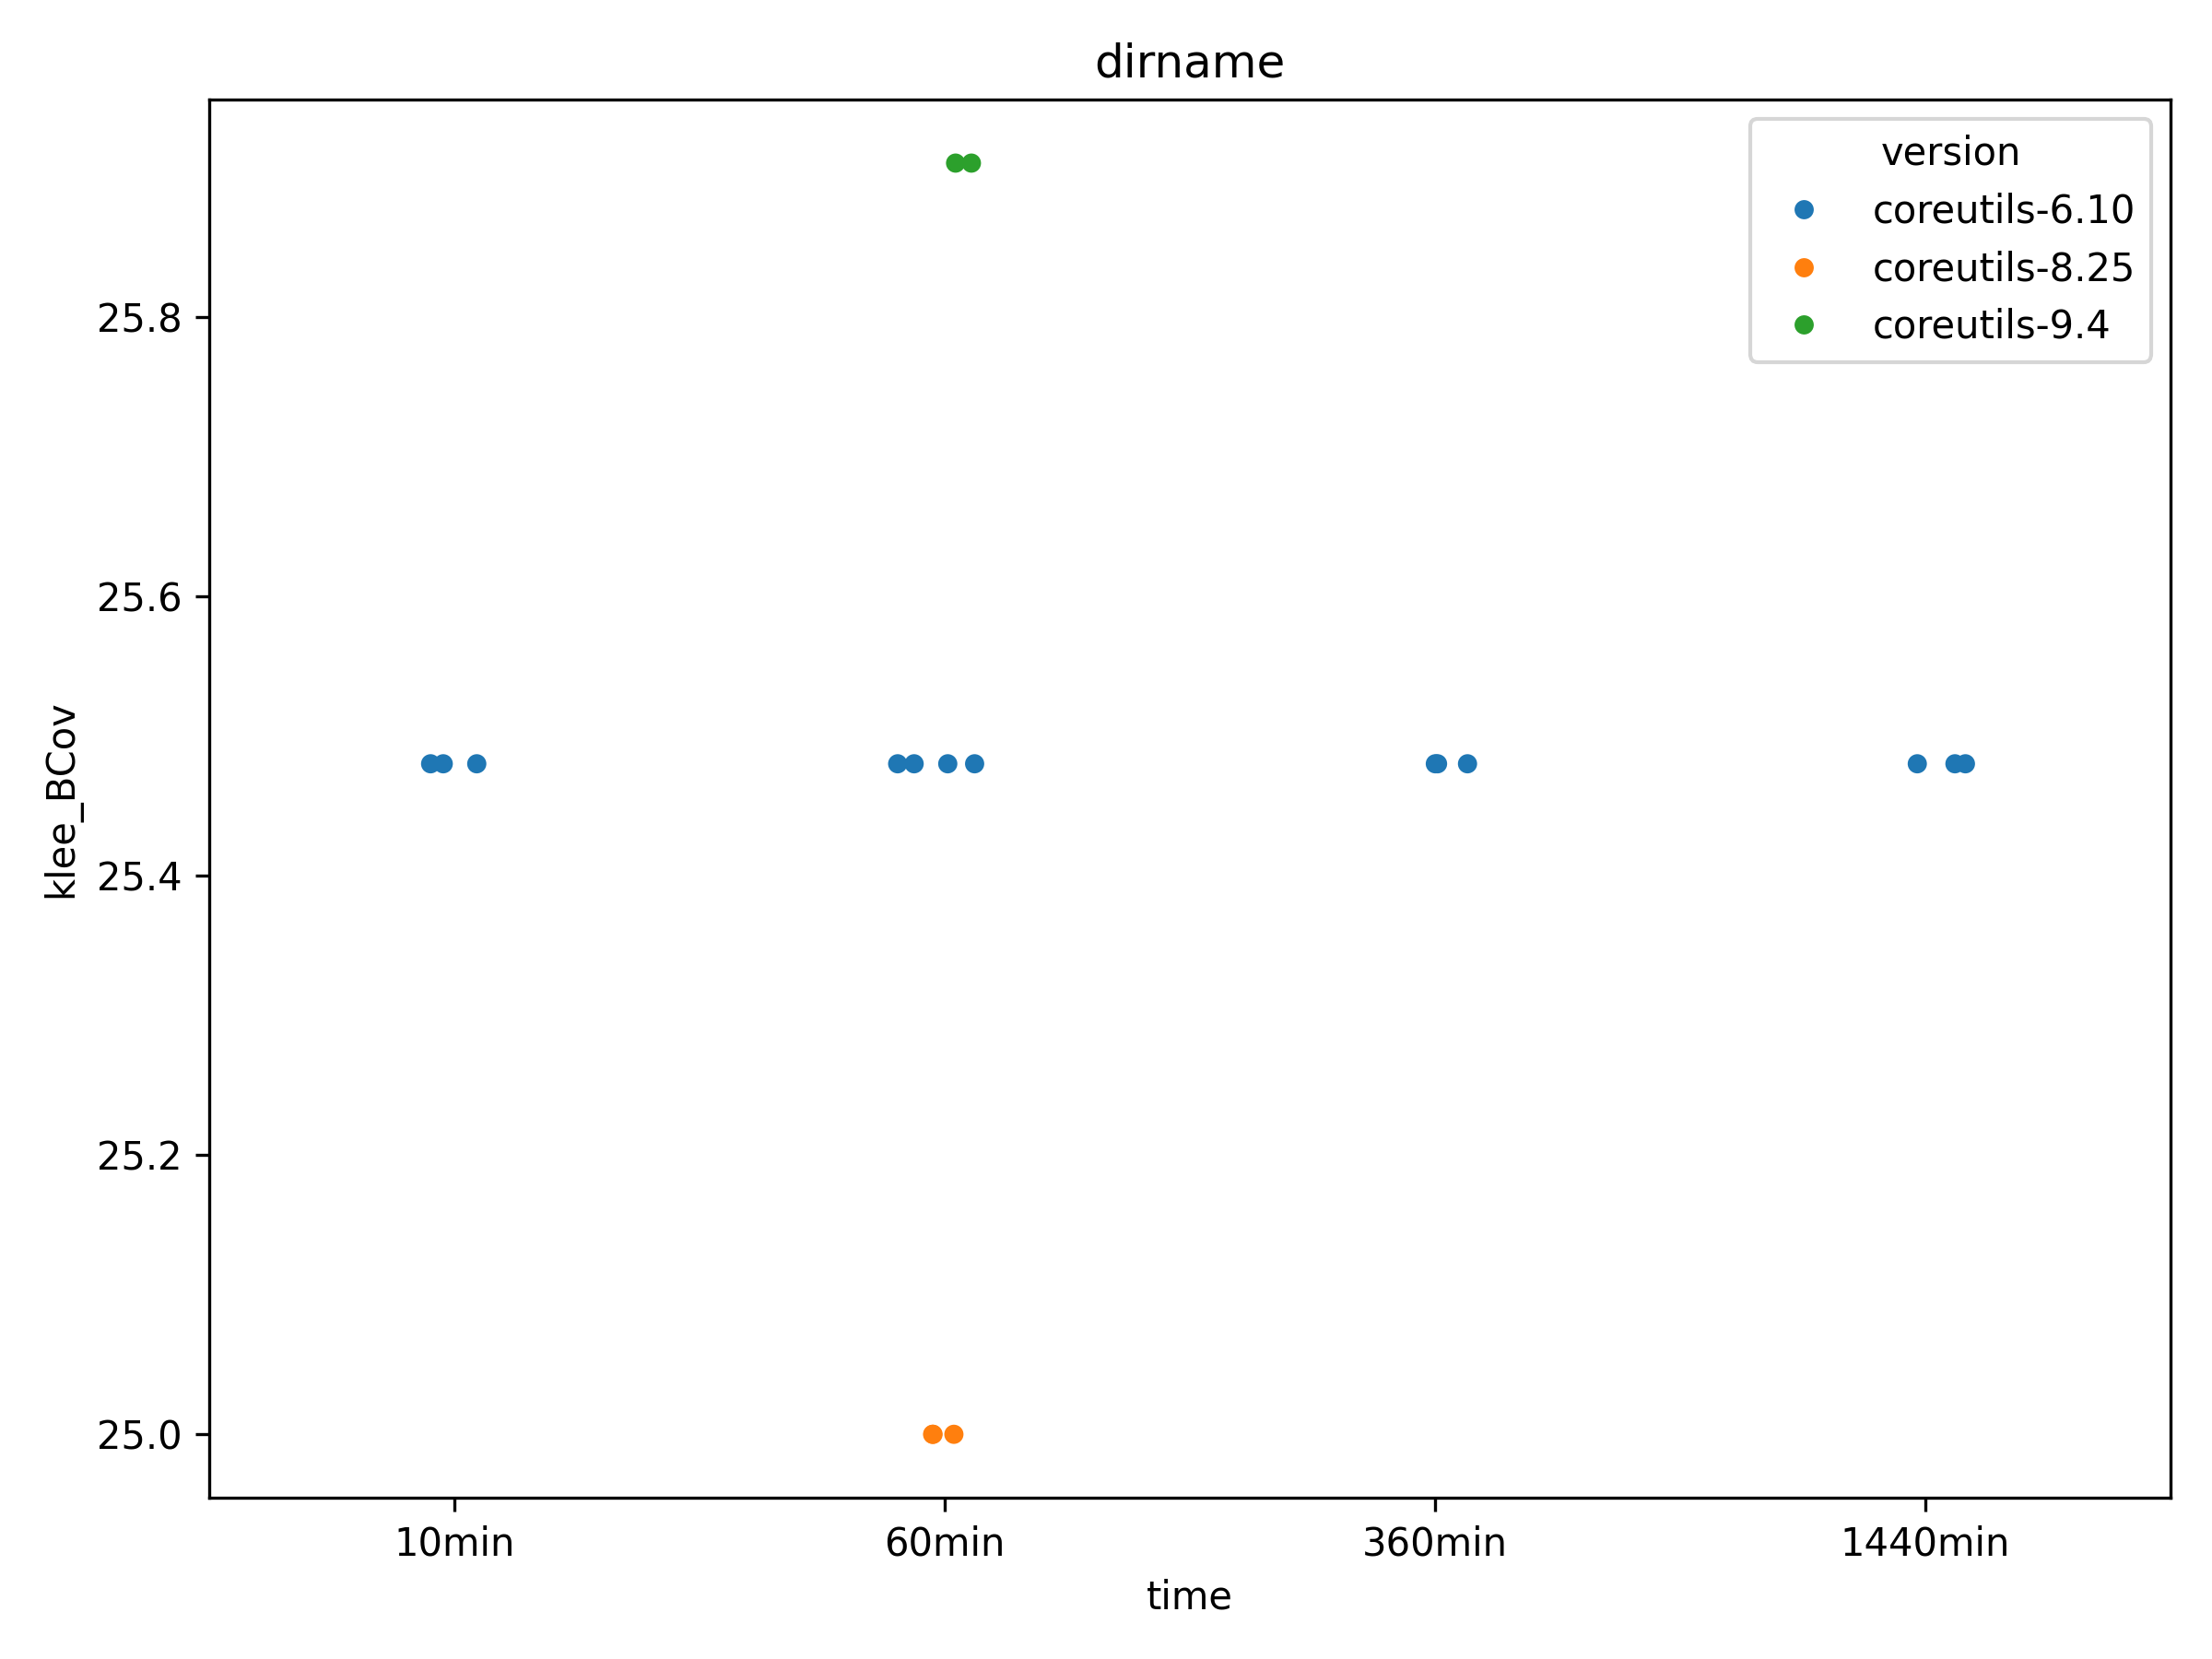 dirname
version
coreutils-6.10
coreutils-8.25
coreutils-9.4
25.8
25.6
25.4
25.2
25.0
klee_BCov
10min
60min
360min
1440min
time